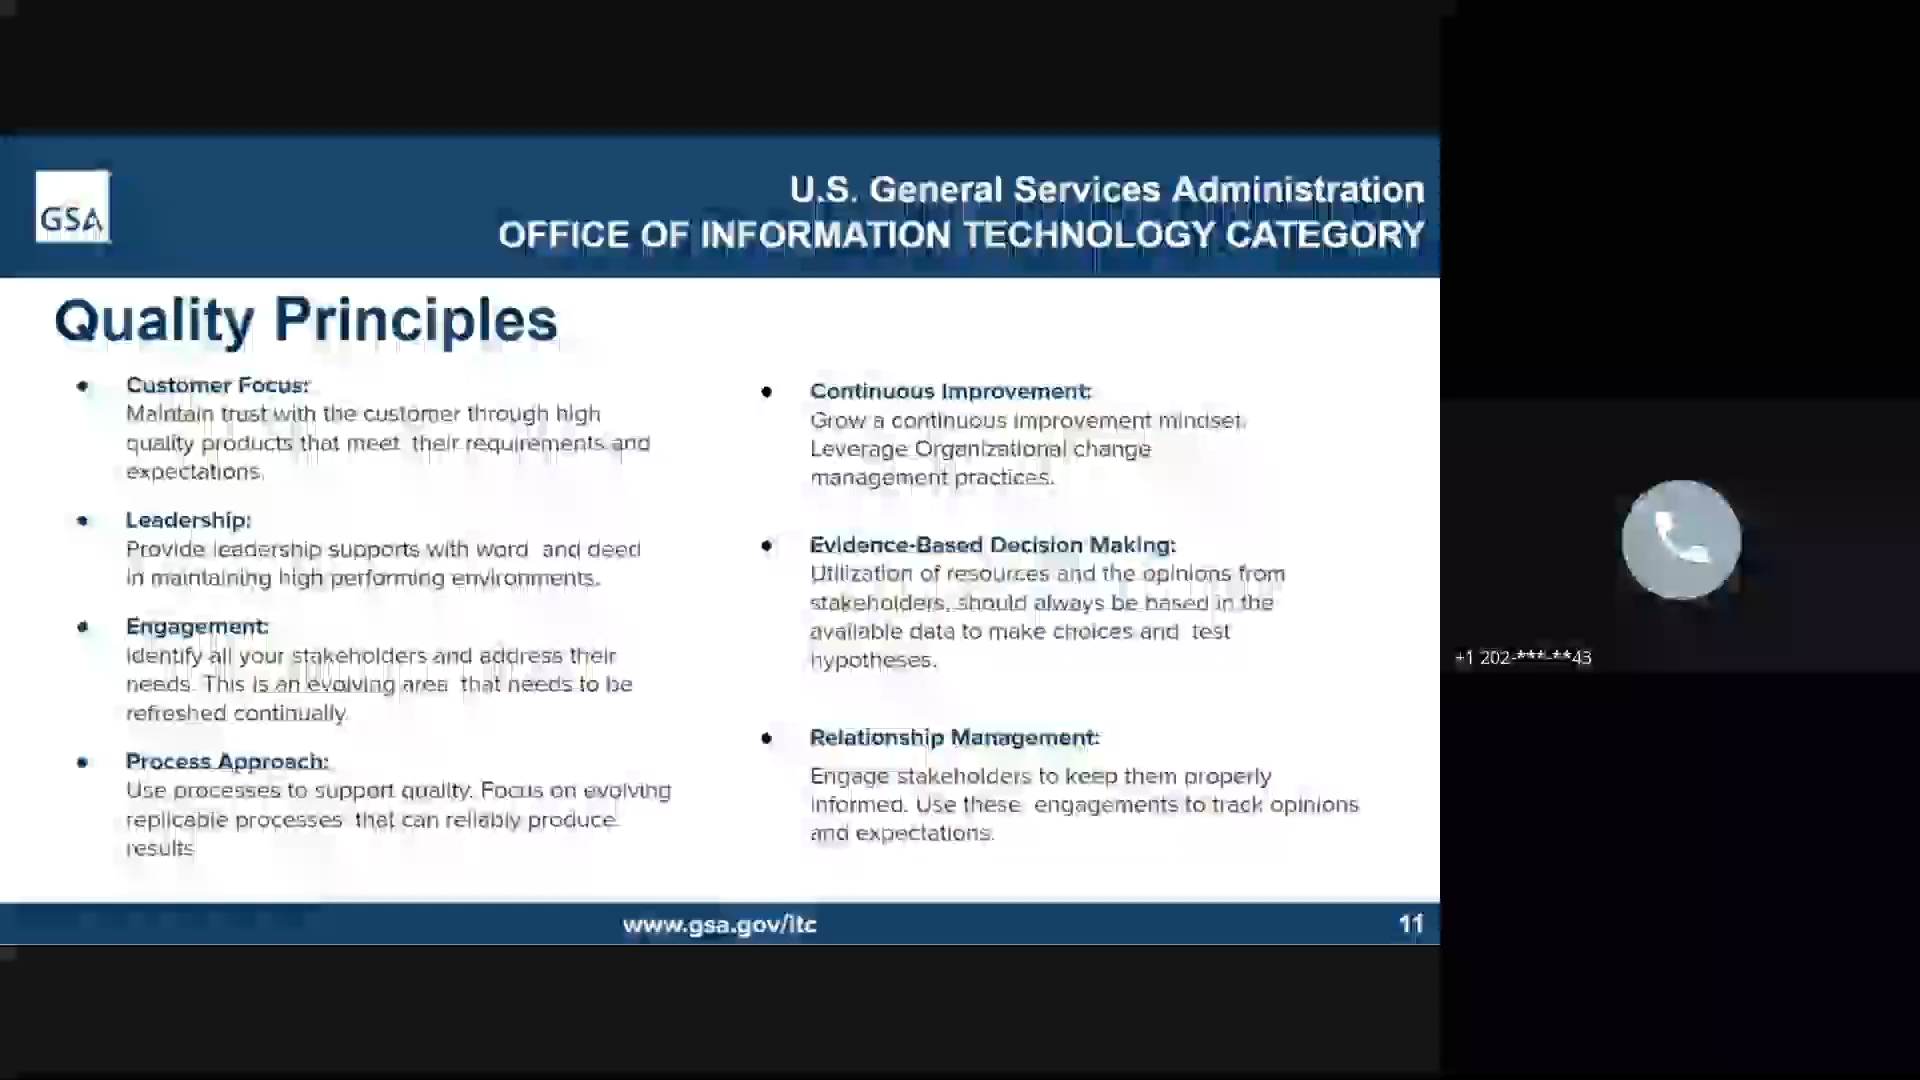 GSA
U.S. General Services Administration
OFFICE OF INFORMATION TECHNOLOGY CATEGORY
Quality Principles
• Customer Focus:
Maintain trust with the customer through high
quality products that meet their requirements and
expectations.
• Leadership:
Provide leadership supports with word and deed
in maintaining high performing environments.
• Engagement:
Identify all your stakeholders and address their
needs. This is an evolving area that needs to be
refreshed continually.
• Process Approach:
Use processes to support quality. Focus on evolving
replicable processes that can reliably produce
results
• Continuous Improvement:
Grow a continuous improvement mindset.
Leverage Organizational change
management practices.
• Evidence-Based Decision Making:
Utilization of resources and the opinions from
stakeholders, should always be based in the
available data to make choices and test
hypotheses.
• Relationship Management:
Engage stakeholders to keep them properly
informed. Use these engagements to track opinions
and expectations.
www.gsa.gov/itc
11
+1 202-***-**43